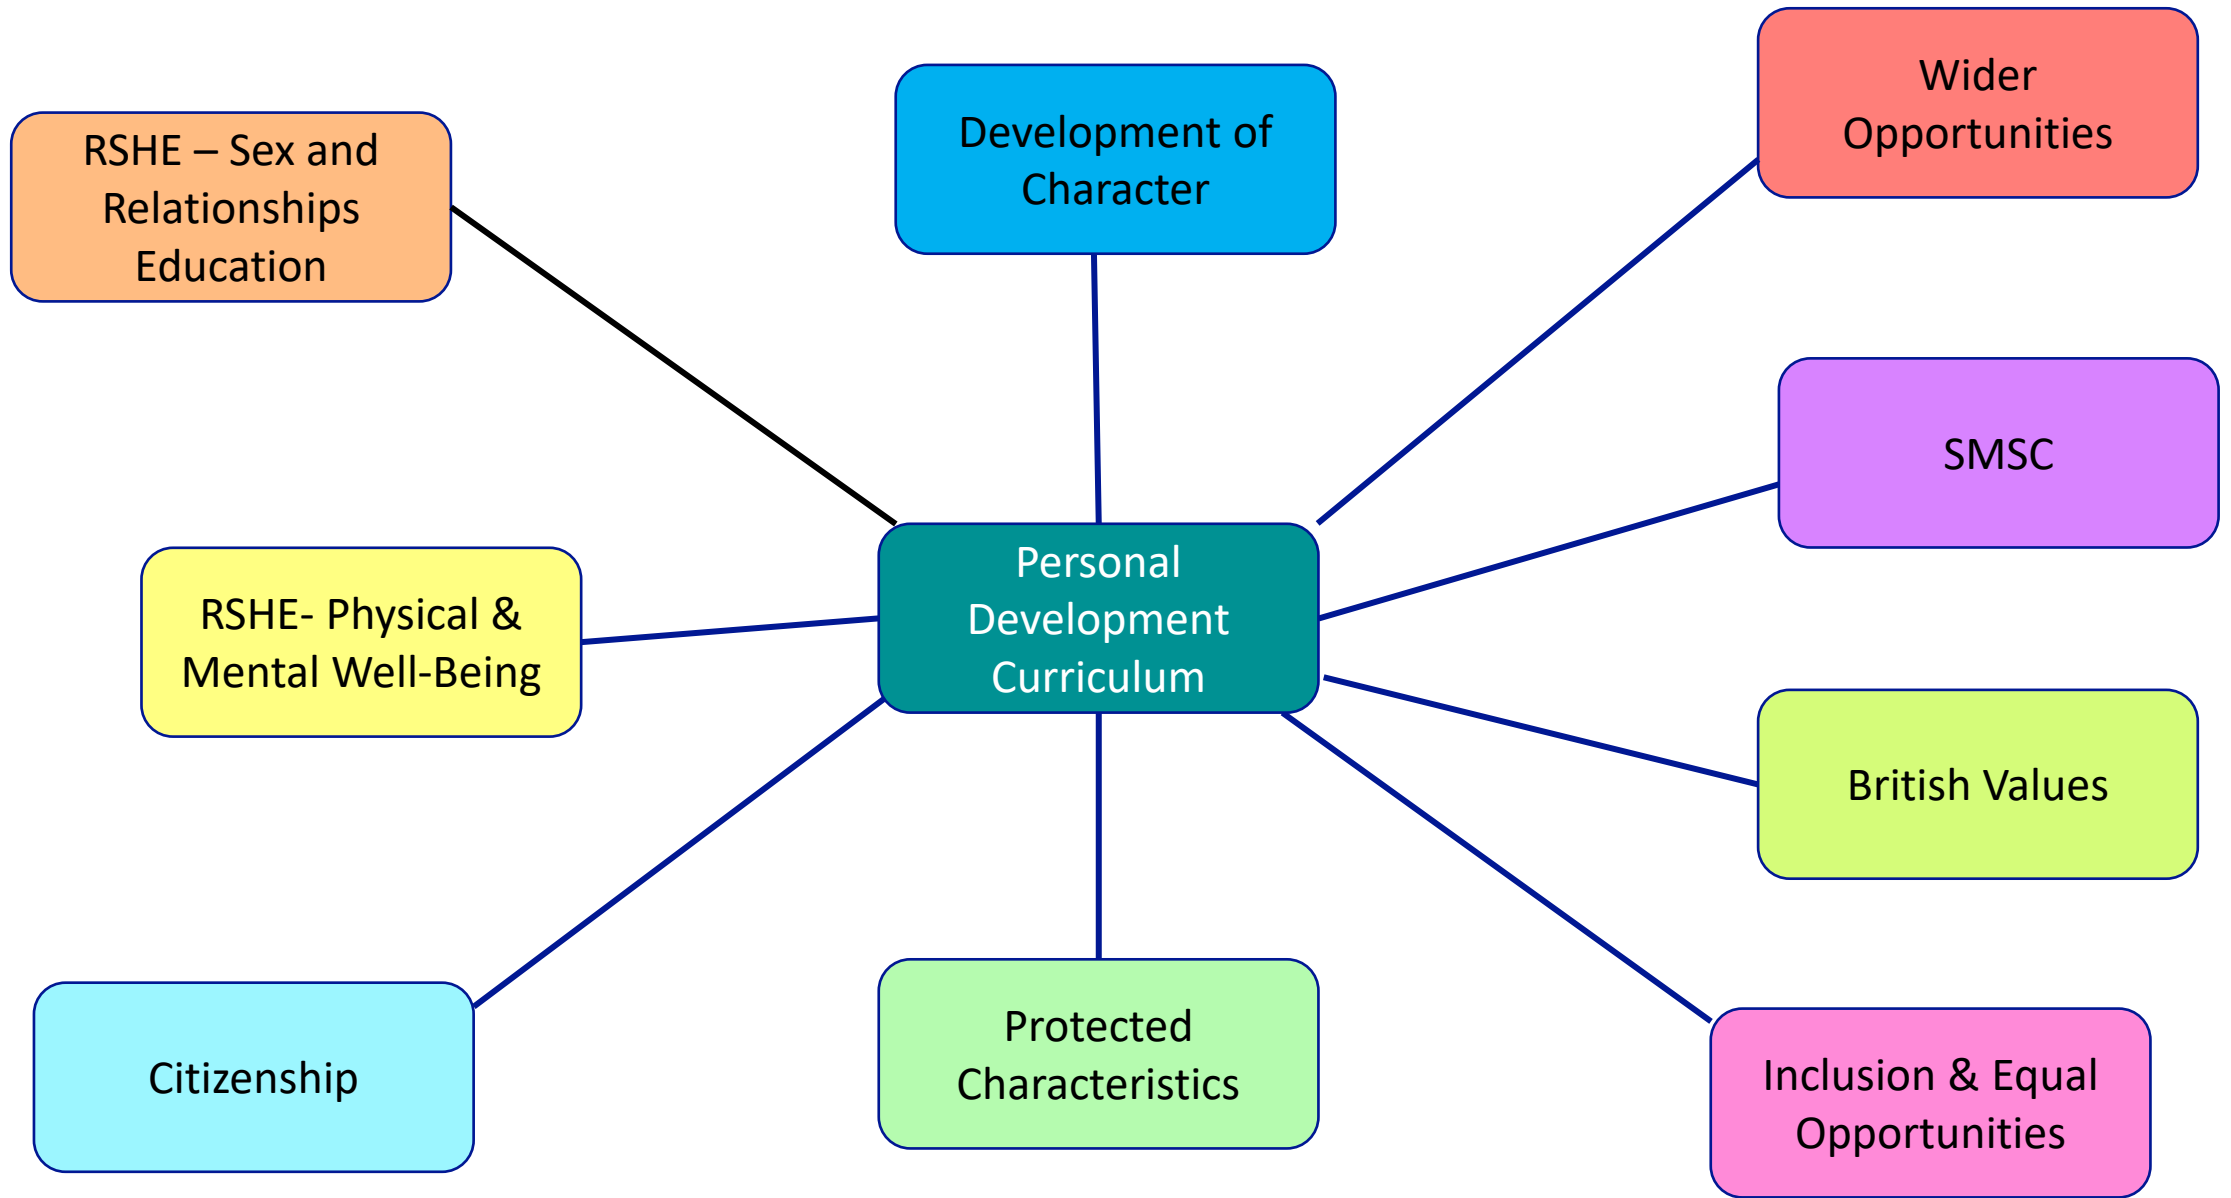 Wider
Opportunities
Development of
Character
RSHE – Sex and
Relationships
Education
SMSC
Personal
Development
Curriculum
RSHE- Physical &
Mental Well-Being
British Values
Protected
Characteristics
Citizenship
Inclusion & Equal
Opportunities